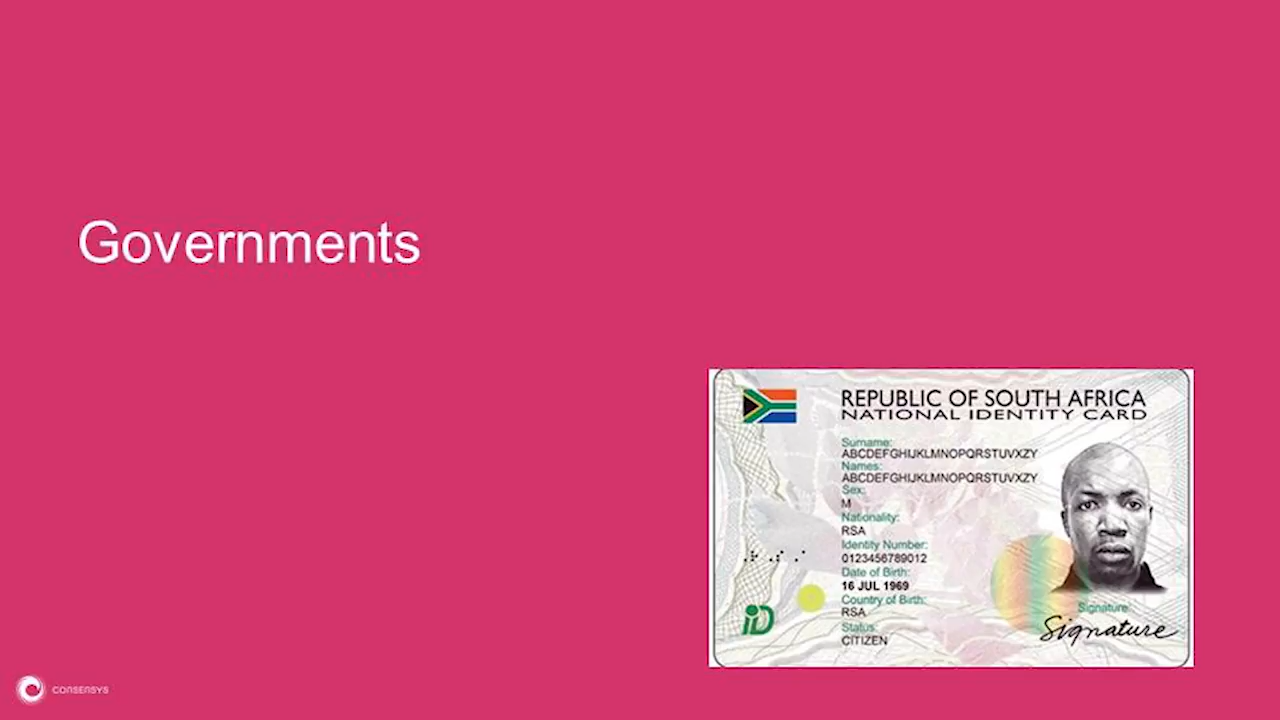 Governments
REPUBLIC OF SOUTH AFRICA
NATIONAL IDENTITY CARD
Surname:
ABCDEFGHIJKLMNOPQRSTUVXZY
Names:
ABCDEFGHIJKLMNOPQRSTUVXZY
Sex:
M
Nationality:
RSA
Identity Number:
0123456789012
Date of Birth:
16 JUL 1969
Country of Birth:
RSA
Status:
CITIZEN
Signature:
Signature
iD
CONSENSYS